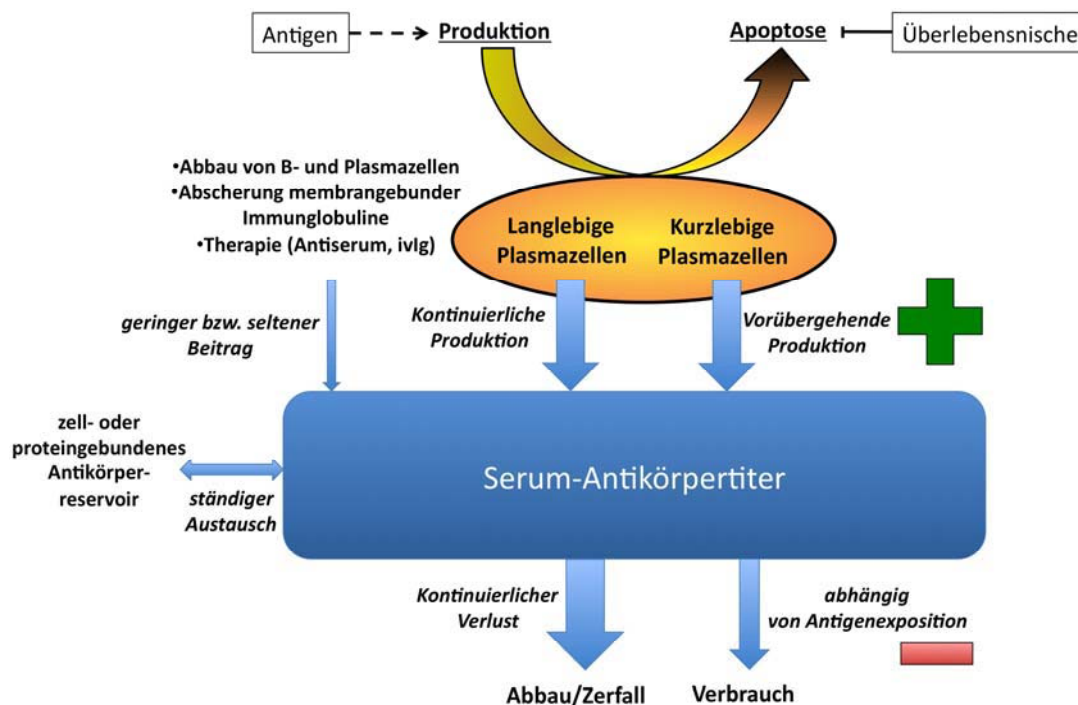 Antigen
Produktion
Apoptose
Überlebensnische
•Abbau von B- und Plasmazellen
•Abscherung membrangebunder
Immunglobuline
•Therapie (Antiserum, ivIg)
Langlebige
Plasmazellen
Kurzlebige
Plasmazellen
geringer bzw. seltener
Beitrag
Kontinuierliche
Produktion
Vorübergehende
Produktion
zell- oder
proteingebundenes
Antikörper-
reservoir
ständiger
Austausch
Serum-Antikörpertiter
Kontinuierlicher
Verlust
abhängig
von Antigenexposition
Abbau/Zerfall
Verbrauch